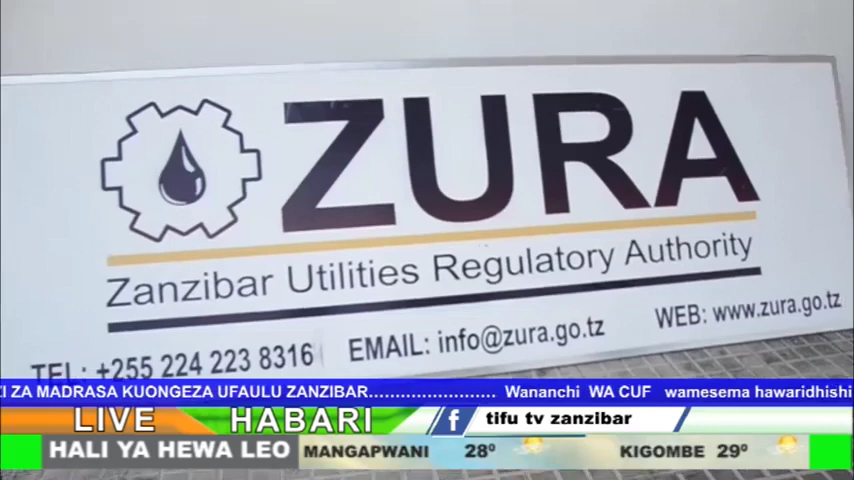 ZURA
Zanzibar Utilities Regulatory Authority
TEL: +255 224 223 8316 EMAIL: info@zura.go.tz WEB: www.zura.go.tz
ZA MADRASA KUONGEZA UFAULU ZANZIBAR........................ Wananchi WA CUF wamesema hawaridhishi
LIVE HABARI f tifu tv zanzibar
HALI YA HEWA LEO MANGAPWANI 28º KIGOMBE 29º